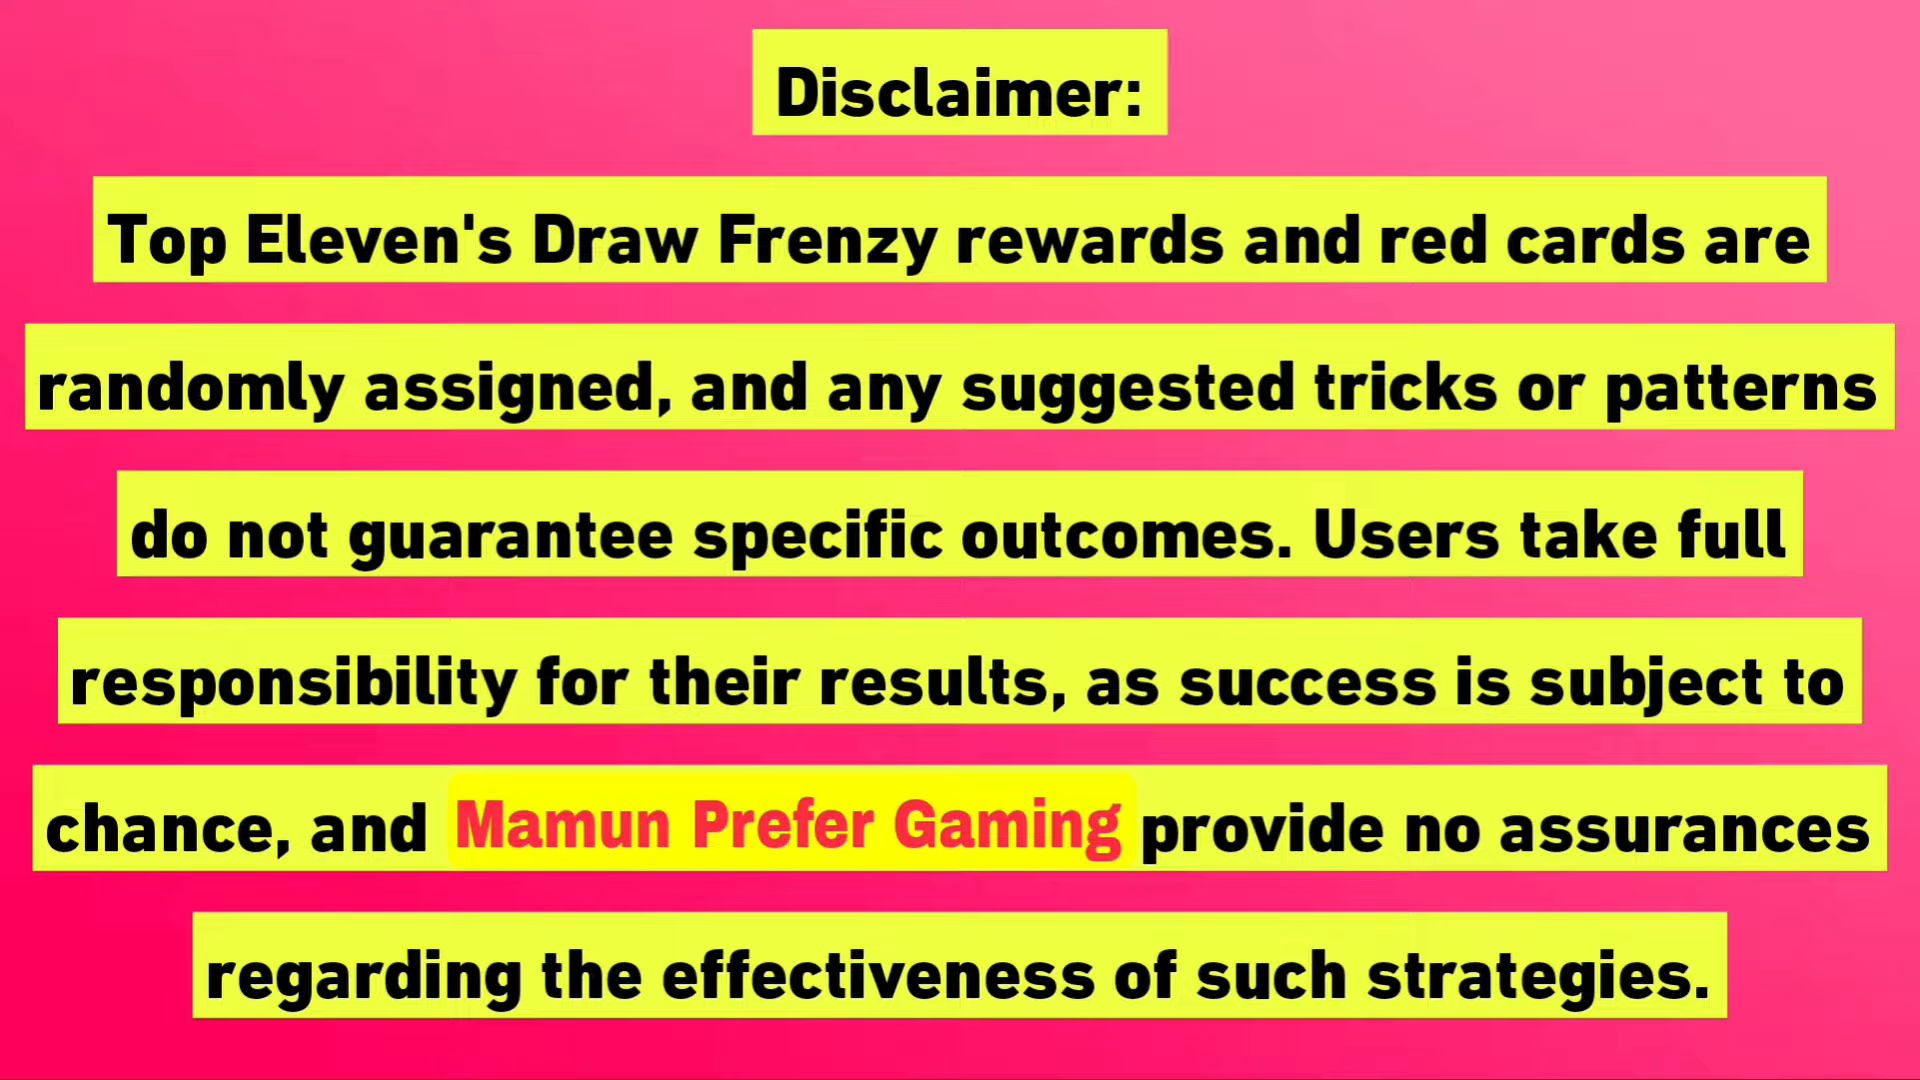 Disclaimer:
Top Eleven's Draw Frenzy rewards and red cards are
randomly assigned, and any suggested tricks or patterns
do not guarantee specific outcomes. Users take full
responsibility for their results, as success is subject to
chance, and Mamun Prefer Gaming provide no assurances
regarding the effectiveness of such strategies.